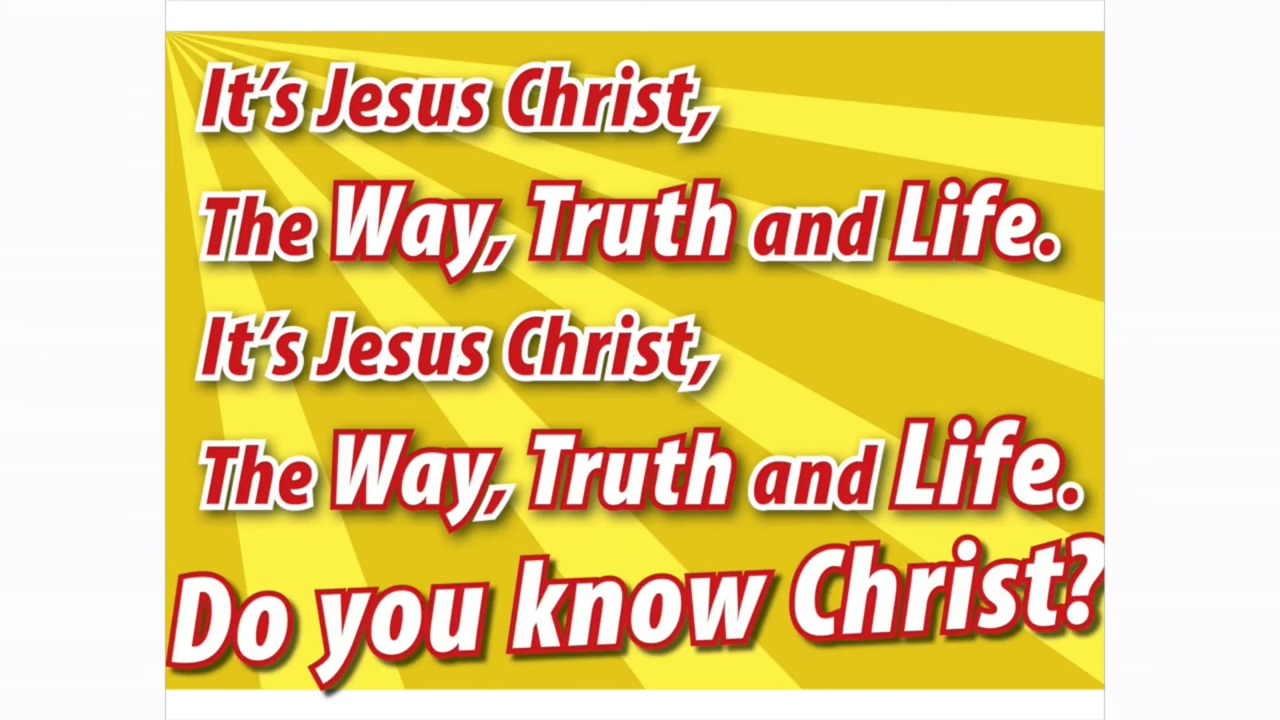 It's Jesus Christ,
The Way, Truth and Life.
It's Jesus Christ,
The Way, Truth and Life.
Do you know Christ?